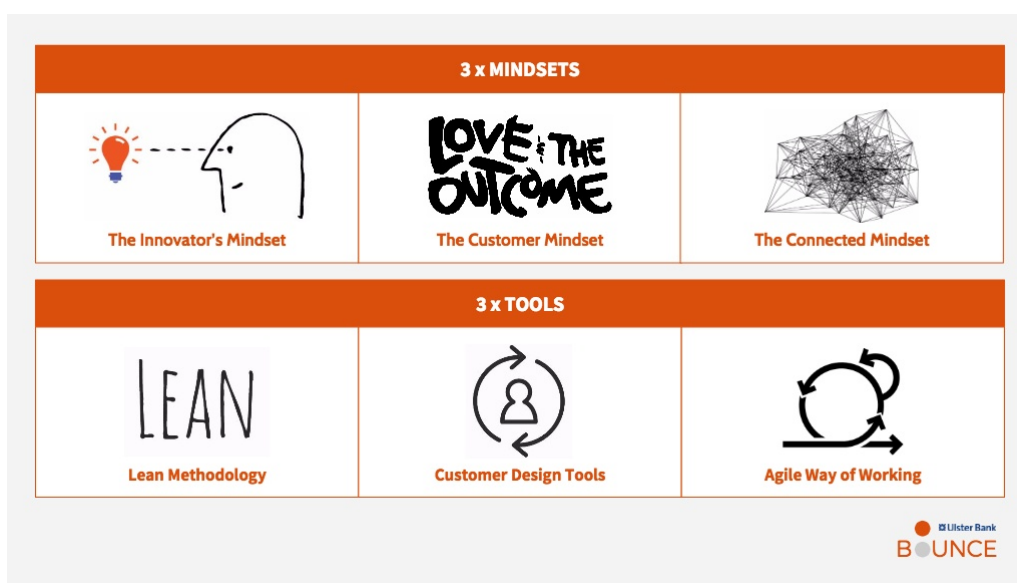 3 x MINDSETS
LOVE & THE
OUTCOME
The Innovator's Mindset
The Customer Mindset
The Connected Mindset
3 x TOOLS
LEAN
Lean Methodology
Customer Design Tools
Agile Way of Working
Ulster Bank
BOUNCE